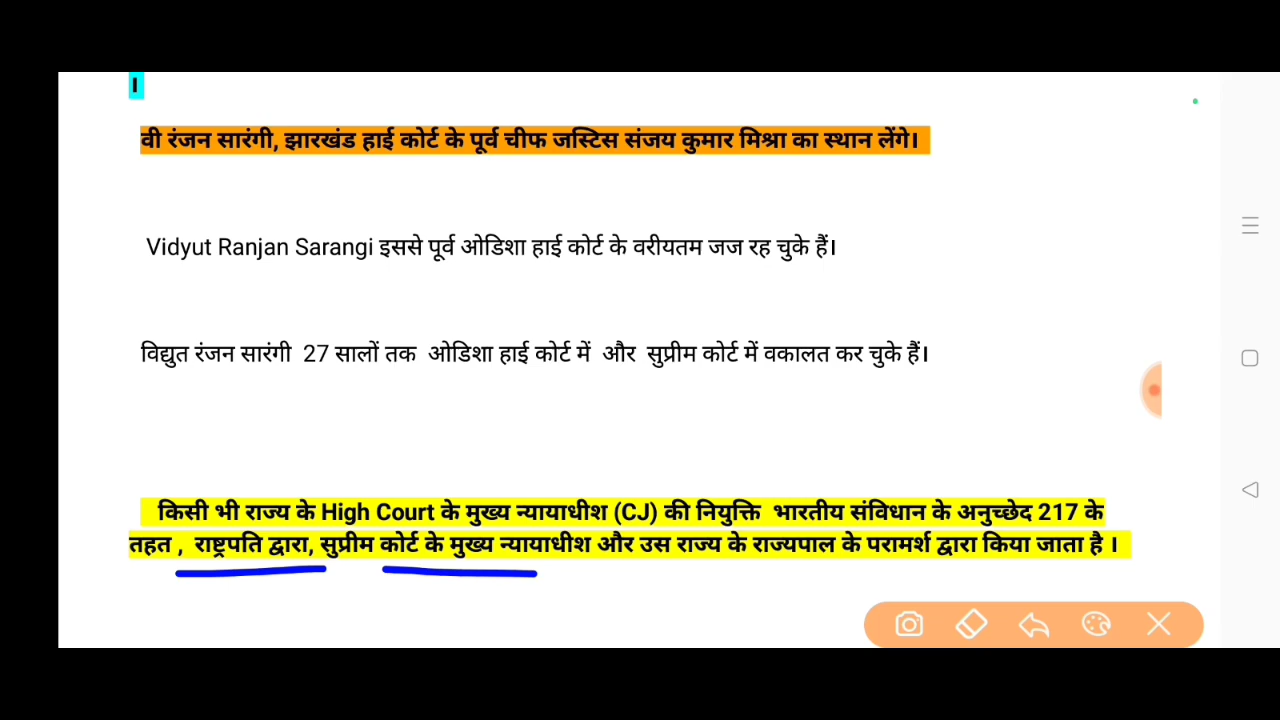 ।
वी रंजन सारंगी, झारखंड हाई कोर्ट के पूर्व चीफ जस्टिस संजय कुमार मिश्रा का स्थान लेंगे।
Vidyut Ranjan Sarangi इससे पूर्व ओडिशा हाई कोर्ट के वरीयतम जज रह चुके हैं।
विद्युत रंजन सारंगी 27 सालों तक ओडिशा हाई कोर्ट में और सुप्रीम कोर्ट में वकालत कर चुके हैं।
किसी भी राज्य के High Court के मुख्य न्यायाधीश (CJ) की नियुक्ति भारतीय संविधान के अनुच्छेद 217 के
तहत , राष्ट्रपति द्वारा, सुप्रीम कोर्ट के मुख्य न्यायाधीश और उस राज्य के राज्यपाल के परामर्श द्वारा किया जाता है ।